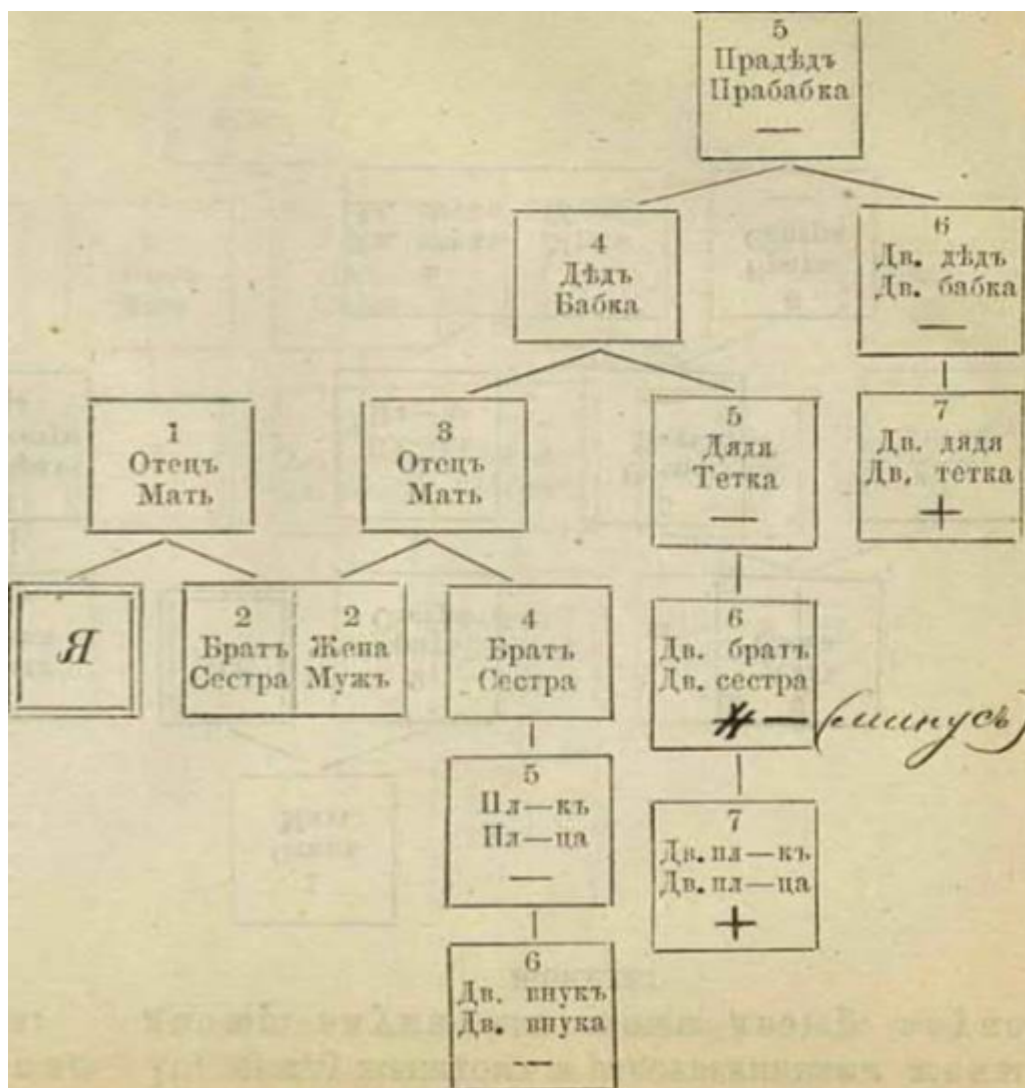 5
Прадѣдъ
Прабабка
—
4
Дѣдъ
Бабка
6
Дв. дѣдъ
Дв. бабка
—
1
Отецъ
Мать
3
Отецъ
Мать
5
Дядя
Тетка
—
7
Дв. дядя
Дв. тетка
+
Я
2
Братъ
Сестра
2
Жена
Мужъ
4
Братъ
Сестра
6
Дв. братъ
Дв. сестра
— (минусъ)
5
Пл—къ
Пл—ца
—
7
Дв. пл—къ
Дв. пл—ца
+
6
Дв. внукъ
Дв. внука
—